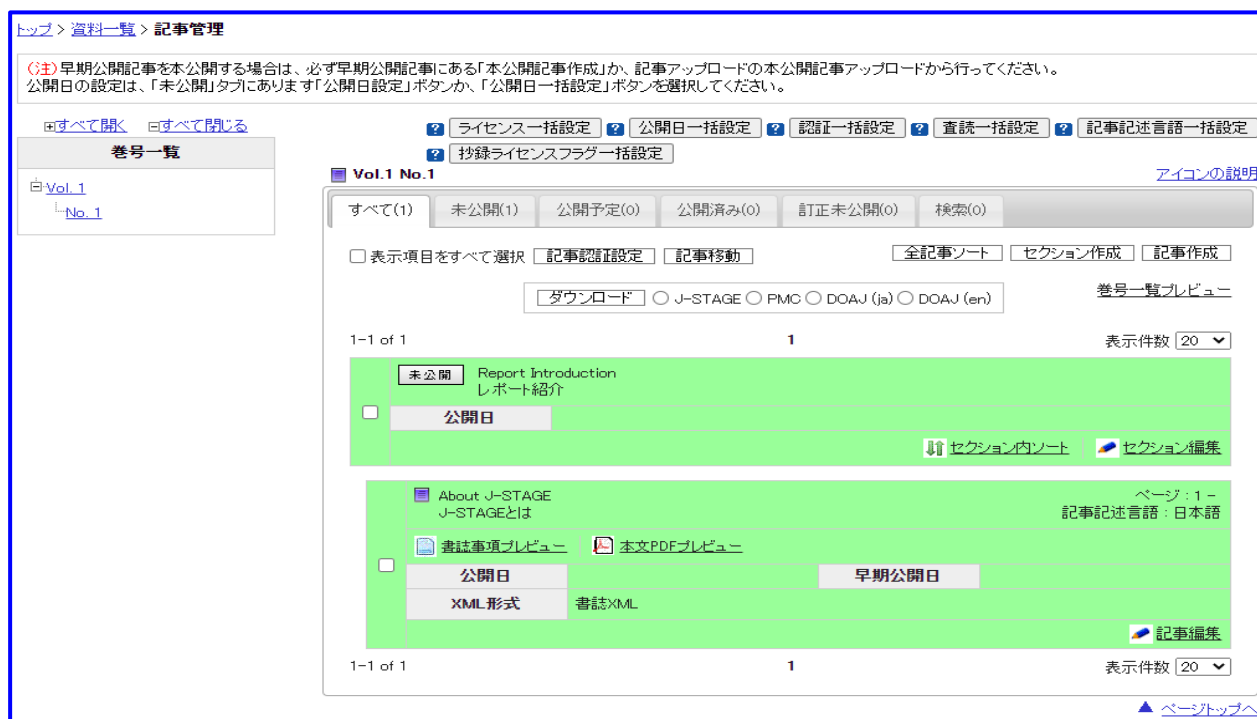 トップ > 資料一覧 > 記事管理
(注)早期公開記事を本公開する場合は、必ず早期公開記事にある「本公開記事作成」か、記事アップロードの本公開記事アップロードから行ってください。
公開日の設定は、「未公開」タブにあります「公開日設定」ボタンか、「公開日一括設定」ボタンを選択してください。
すべて開く すべて閉じる
巻号一覧
Vol. 1
No. 1
? ライセンス一括設定 ? 公開日一括設定 ? 認証一括設定 ? 査読一括設定 ? 記事記述言語一括設定
? 抄録ライセンスフラグ一括設定
Vol.1 No.1 アイコンの説明
すべて(1) 未公開(1) 公開予定(0) 公開済み(0) 訂正未公開(0) 検索(0)
表示項目をすべて選択 記事認証設定 記事移動 全記事ソート セクション作成 記事作成
ダウンロード J-STAGE PMC DOAJ (ja) DOAJ (en) 巻号一覧プレビュー
1-1 of 1 1 表示件数 20
未公開 Report Introduction
レポート紹介
公開日
セクション内ソート セクション編集
About J-STAGE ページ : 1 -
J-STAGEとは 記事記述言語 : 日本語
書誌事項プレビュー 本文PDFプレビュー
公開日 早期公開日
XML形式 書誌XML
記事編集
1-1 of 1 1 表示件数 20
ページトップへ